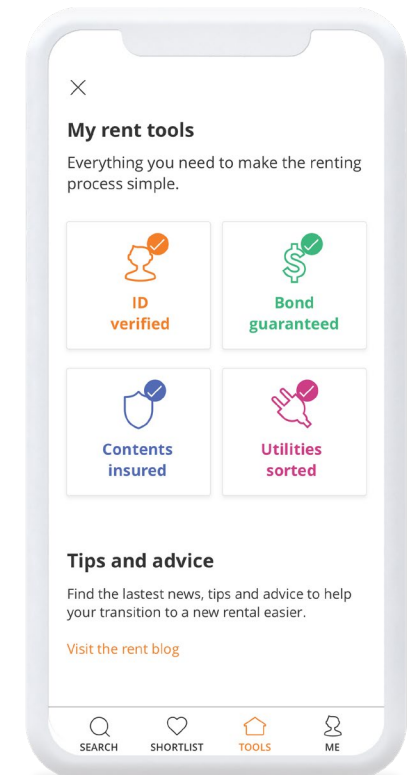 My rent tools
Everything you need to make the renting
process simple.
ID
verified
Bond
guaranteed
Contents
insured
Utilities
sorted
Tips and advice
Find the lastest news, tips and advice to help
your transition to a new rental easier.
Visit the rent blog
SEARCH
SHORTLIST
TOOLS
ME